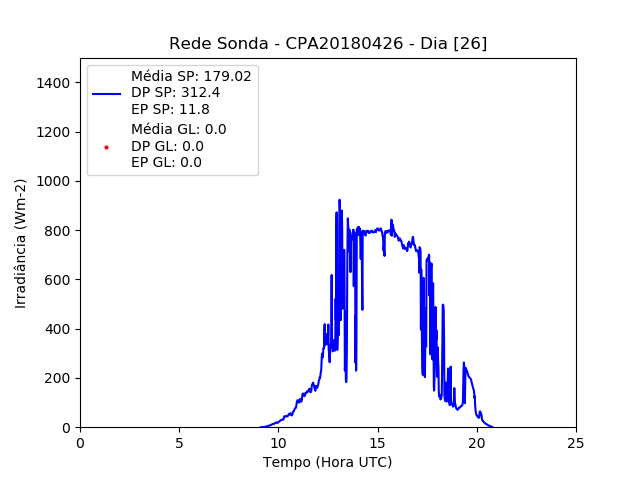 Rede Sonda - CPA20180426 - Dia [26]
Média SP: 179.02
DP SP: 312.4
EP SP: 11.8
Média GL: 0.0
DP GL: 0.0
EP GL: 0.0
Irradiância (Wm-2)
1400
1200
1000
800
600
400
200
0
0 5 10 15 20 25
Tempo (Hora UTC)